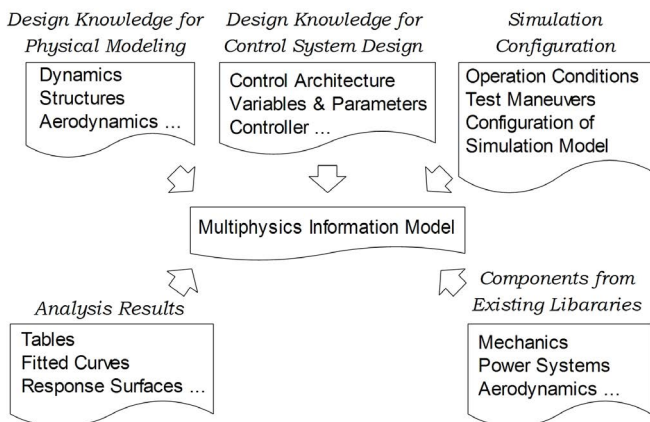 Design Knowledge for
Physical Modeling
Dynamics
Structures
Aerodynamics ...
Design Knowledge for
Control System Design
Control Architecture
Variables & Parameters
Controller ...
Simulation
Configuration
Operation Conditions
Test Maneuvers
Configuration of
Simulation Model
Multiphysics Information Model
Analysis Results
Tables
Fitted Curves
Response Surfaces ...
Components from
Existing Libararies
Mechanics
Power Systems
Aerodynamics ...